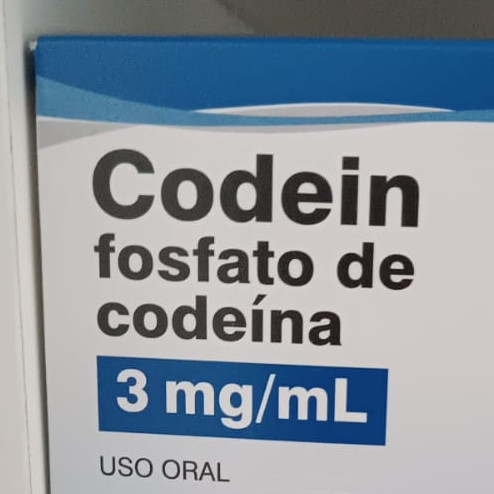 Codein
fosfato de
codeína
3 mg/mL
USO ORAL